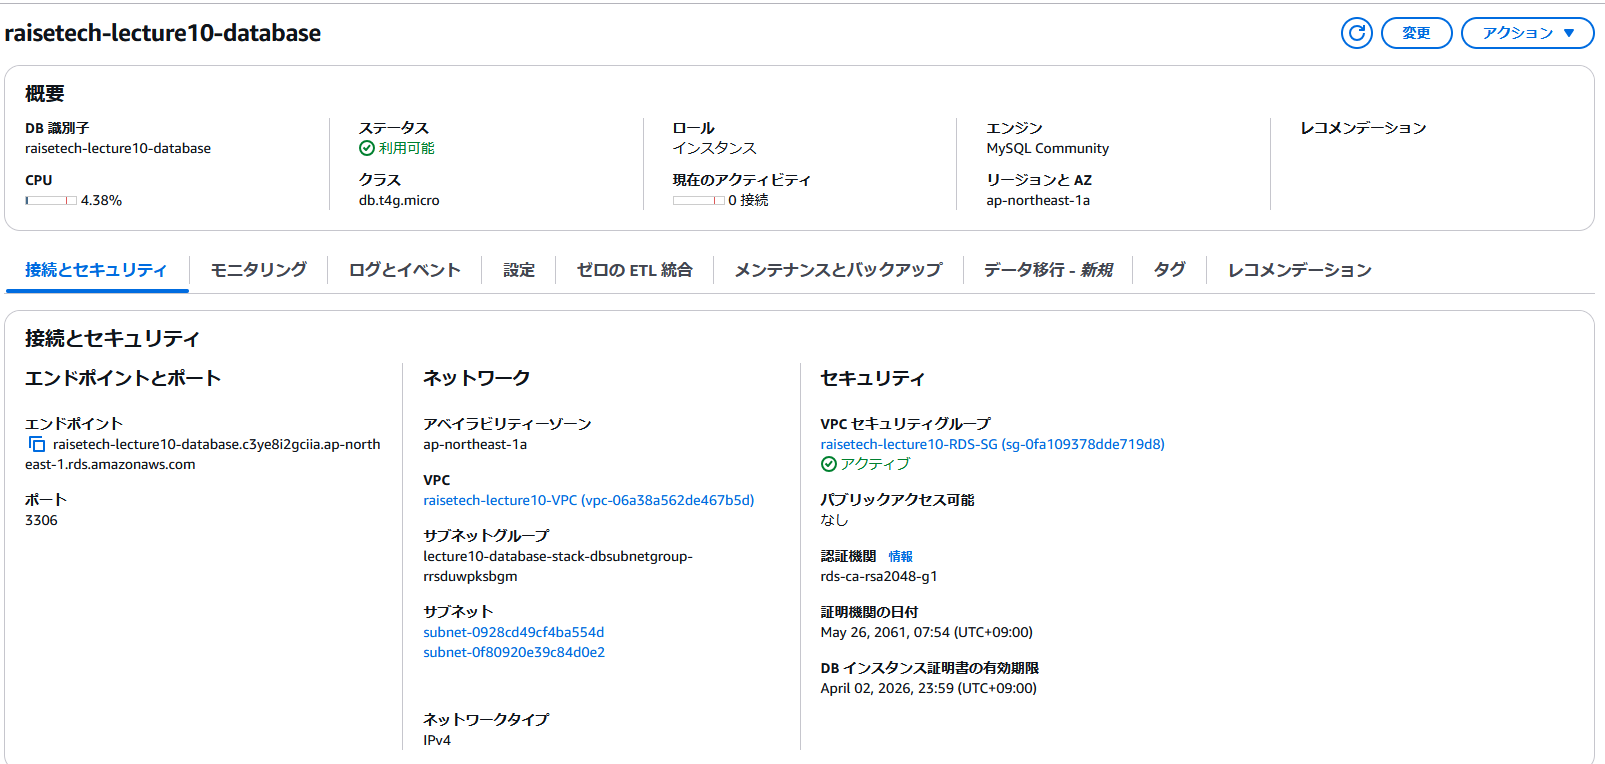 raisetech-lecture10-database
変更
アクション
概要
DB 識別子
raisetech-lecture10-database
CPU
4.38%
ステータス
利用可能
クラス
db.t4g.micro
ロール
インスタンス
現在のアクティビティ
0 接続
エンジン
MySQL Community
リージョンと AZ
ap-northeast-1a
レコメンデーション
接続とセキュリティ
モニタリング
ログとイベント
設定
ゼロの ETL 統合
メンテナンスとバックアップ
データ移行 - 新規
タグ
レコメンデーション
接続とセキュリティ
エンドポイントとポート
エンドポイント
raisetech-lecture10-database.c3ye8i2gciia.ap-north
east-1.rds.amazonaws.com
ポート
3306
ネットワーク
アベイラビリティーゾーン
ap-northeast-1a
VPC
raisetech-lecture10-VPC (vpc-06a38a562de467b5d)
サブネットグループ
lecture10-database-stack-dbsubnetgroup-
rrsduwpksbgm
サブネット
subnet-0928cd49cf4ba554d
subnet-0f80920e39c84d0e2
ネットワークタイプ
IPv4
セキュリティ
VPC セキュリティグループ
raisetech-lecture10-RDS-SG (sg-0fa109378dde719d8)
アクティブ
パブリックアクセス可能
なし
認証機関 情報
rds-ca-rsa2048-g1
証明機関の日付
May 26, 2061, 07:54 (UTC+09:00)
DB インスタンス証明書の有効期限
April 02, 2026, 23:59 (UTC+09:00)